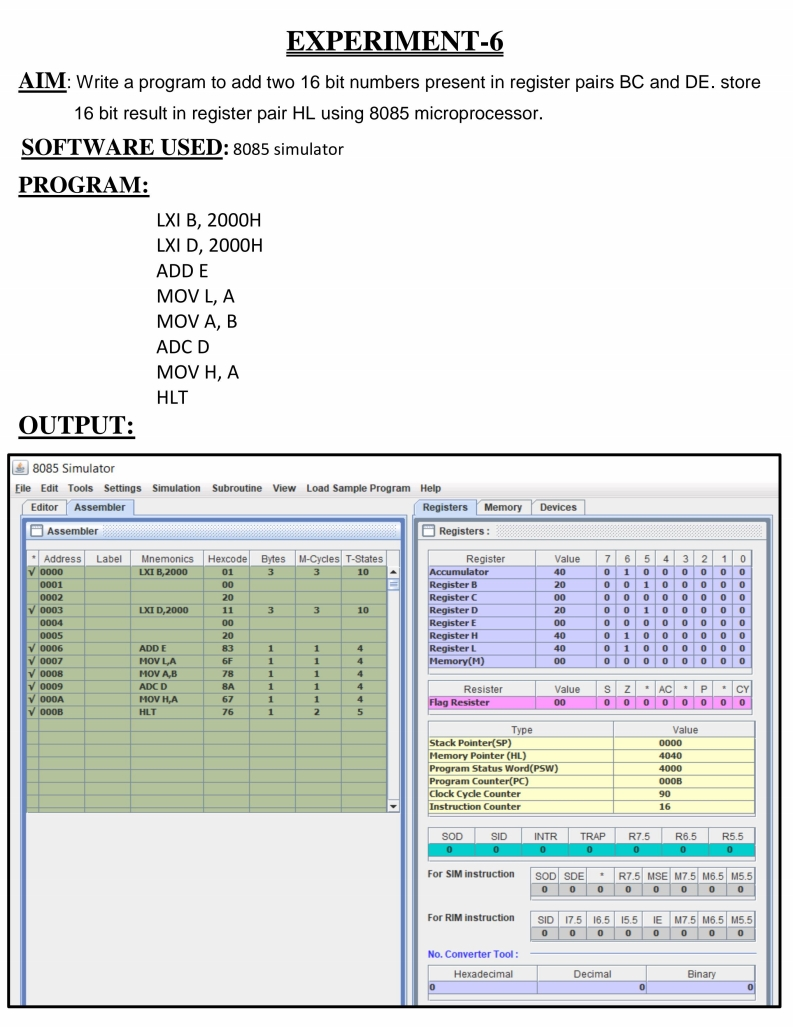 EXPERIMENT-6
AIM: Write a program to add two 16 bit numbers present in register pairs BC and DE. store
16 bit result in register pair HL using 8085 microprocessor.
SOFTWARE USED: 8085 simulator
PROGRAM:
LXI B, 2000H
LXI D, 2000H
ADD E
MOV L, A
MOV A, B
ADC D
MOV H, A
HLT
OUTPUT:
8085 Simulator
File Edit Tools Settings Simulation Subroutine View Load Sample Program Help
Editor Assembler
Assembler
* Address Label Mnemonics Hexcode Bytes M-Cycles T-States
√ 0000 LXI B,2000 01 3 3 10
0001 00
0002 20
√ 0003 LXI D,2000 11 3 3 10
0004 00
0005 20
√ 0006 ADD E 83 1 1 4
√ 0007 MOV L,A 6F 1 1 4
√ 0008 MOV A,B 78 1 1 4
√ 0009 ADC D 8A 1 1 4
√ 000A MOV H,A 67 1 1 4
√ 000B HLT 76 1 2 5
Registers Memory Devices
Registers :
Register Value 7 6 5 4 3 2 1 0
Accumulator 40 0 1 0 0 0 0 0 0
Register B 20 0 0 1 0 0 0 0 0
Register C 00 0 0 0 0 0 0 0 0
Register D 20 0 0 1 0 0 0 0 0
Register E 00 0 0 0 0 0 0 0 0
Register H 40 0 1 0 0 0 0 0 0
Register L 40 0 1 0 0 0 0 0 0
Memory(M) 00 0 0 0 0 0 0 0 0
Resister Value S Z * AC * P * CY
Flag Resister 00 0 0 0 0 0 0 0 0
Type Value
Stack Pointer(SP) 0000
Memory Pointer (HL) 4040
Program Status Word(PSW) 4000
Program Counter(PC) 000B
Clock Cycle Counter 90
Instruction Counter 16
SOD SID INTR TRAP R7.5 R6.5 R5.5
0 0 0 0 0 0 0
For SIM instruction SOD SDE * R7.5 MSE M7.5 M6.5 M5.5
0 0 0 0 0 0 0 0
For RIM instruction SID I7.5 I6.5 I5.5 IE M7.5 M6.5 M5.5
0 0 0 0 0 0 0 0
No. Converter Tool :
Hexadecimal Decimal Binary
0 0 0